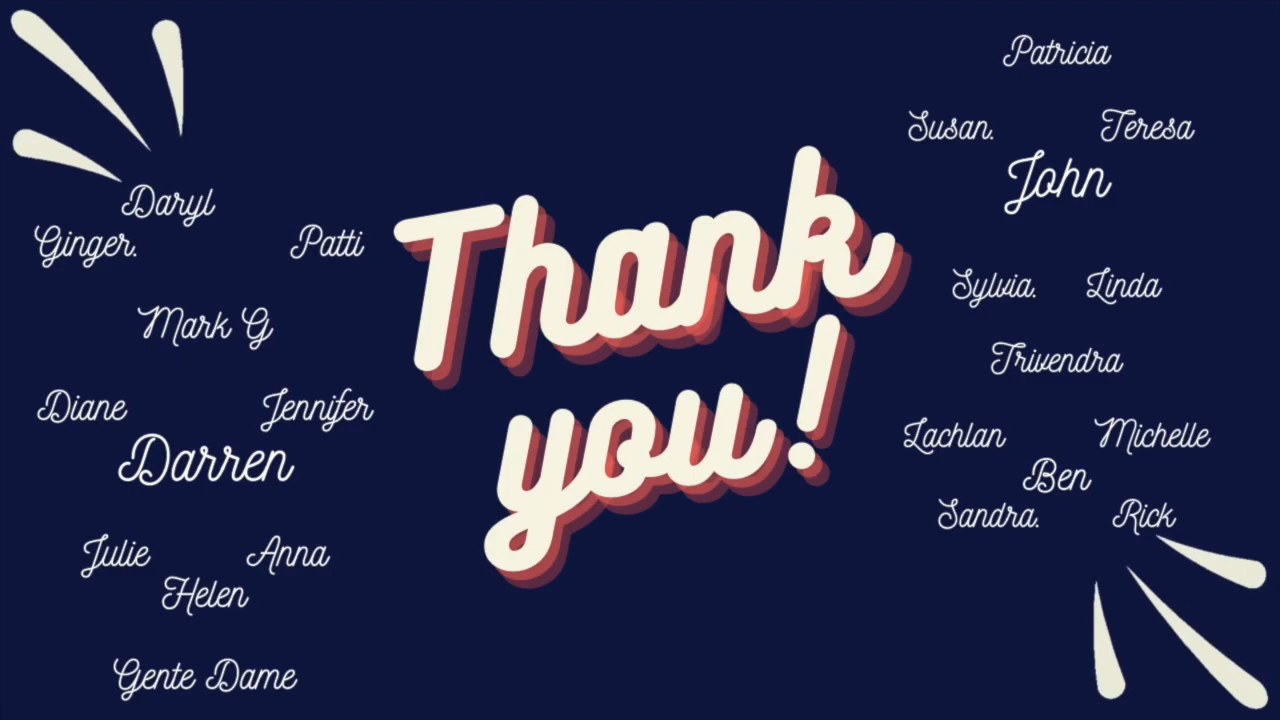 Daryl
Ginger. Patti
Mark G
Diane Jennifer
Darren
Julie Anna
Helen
Gente Dame
Thank
you!
Patricia
Susan. Teresa
John
Sylvia. Linda
Trivendra
Lachlan Michelle
Ben
Sandra. Rick